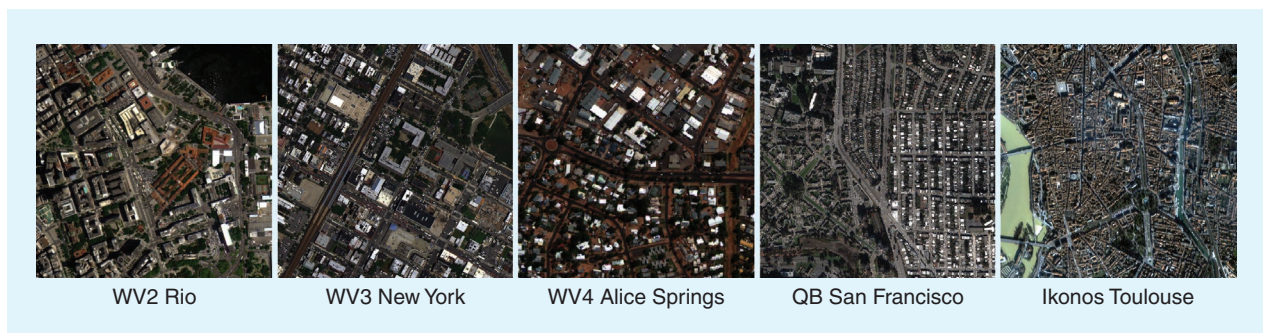 WV2 Rio
WV3 New York
WV4 Alice Springs
QB San Francisco
Ikonos Toulouse